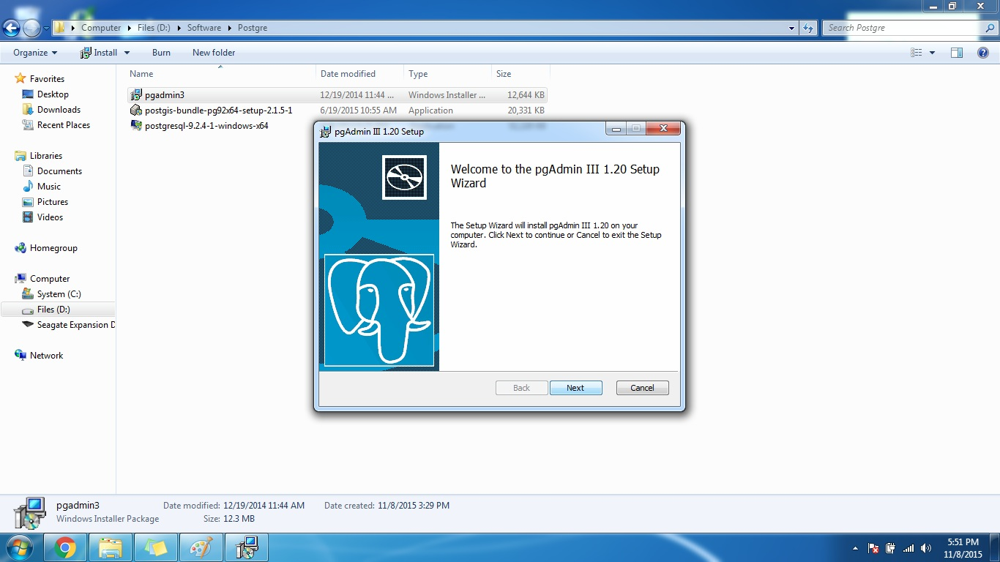 Computer Files (D:) Software Postgre
Search Postgre
Organize Install Burn New folder
Name Date modified Type Size
Favorites
Desktop
Downloads
Recent Places
Libraries
Documents
Music
Pictures
Videos
Homegroup
Computer
System (C:)
Files (D:)
Seagate Expansion D
Network
pgadmin3 12/19/2014 11:44 ... Windows Installer ... 12,644 KB
postgis-bundle-pg92x64-setup-2.1.5-1 6/19/2015 10:55 AM Application 20,331 KB
postgresql-9.2.4-1-windows-x64
pgAdmin III 1.20 Setup
Welcome to the pgAdmin III 1.20 Setup
Wizard
The Setup Wizard will install pgAdmin III 1.20 on your
computer. Click Next to continue or Cancel to exit the Setup
Wizard.
Back Next Cancel
pgadmin3 Date modified: 12/19/2014 11:44 AM Date created: 11/8/2015 3:29 PM
Windows Installer Package Size: 12.3 MB
5:51 PM
11/8/2015